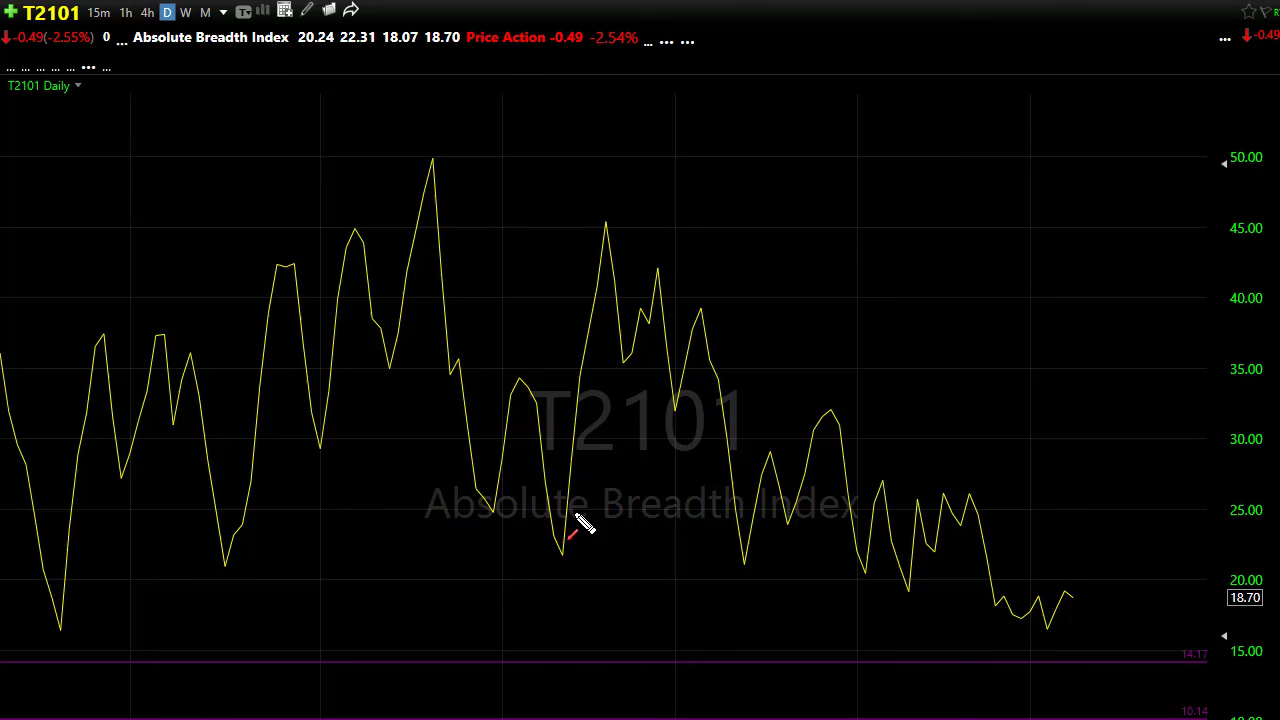 T2101 15m 1h 4h D W M T
-0.49(-2.55%) 0 ... Absolute Breadth Index 20.24 22.31 18.07 18.70 Price Action -0.49 -2.54% ... ... ... ... -0.49
... ... ... ... ... ... ...
T2101 Daily
50.00
45.00
40.00
35.00
T2101
30.00
Absolute Breadth Index
25.00
20.00
18.70
15.00
14.17
10.14